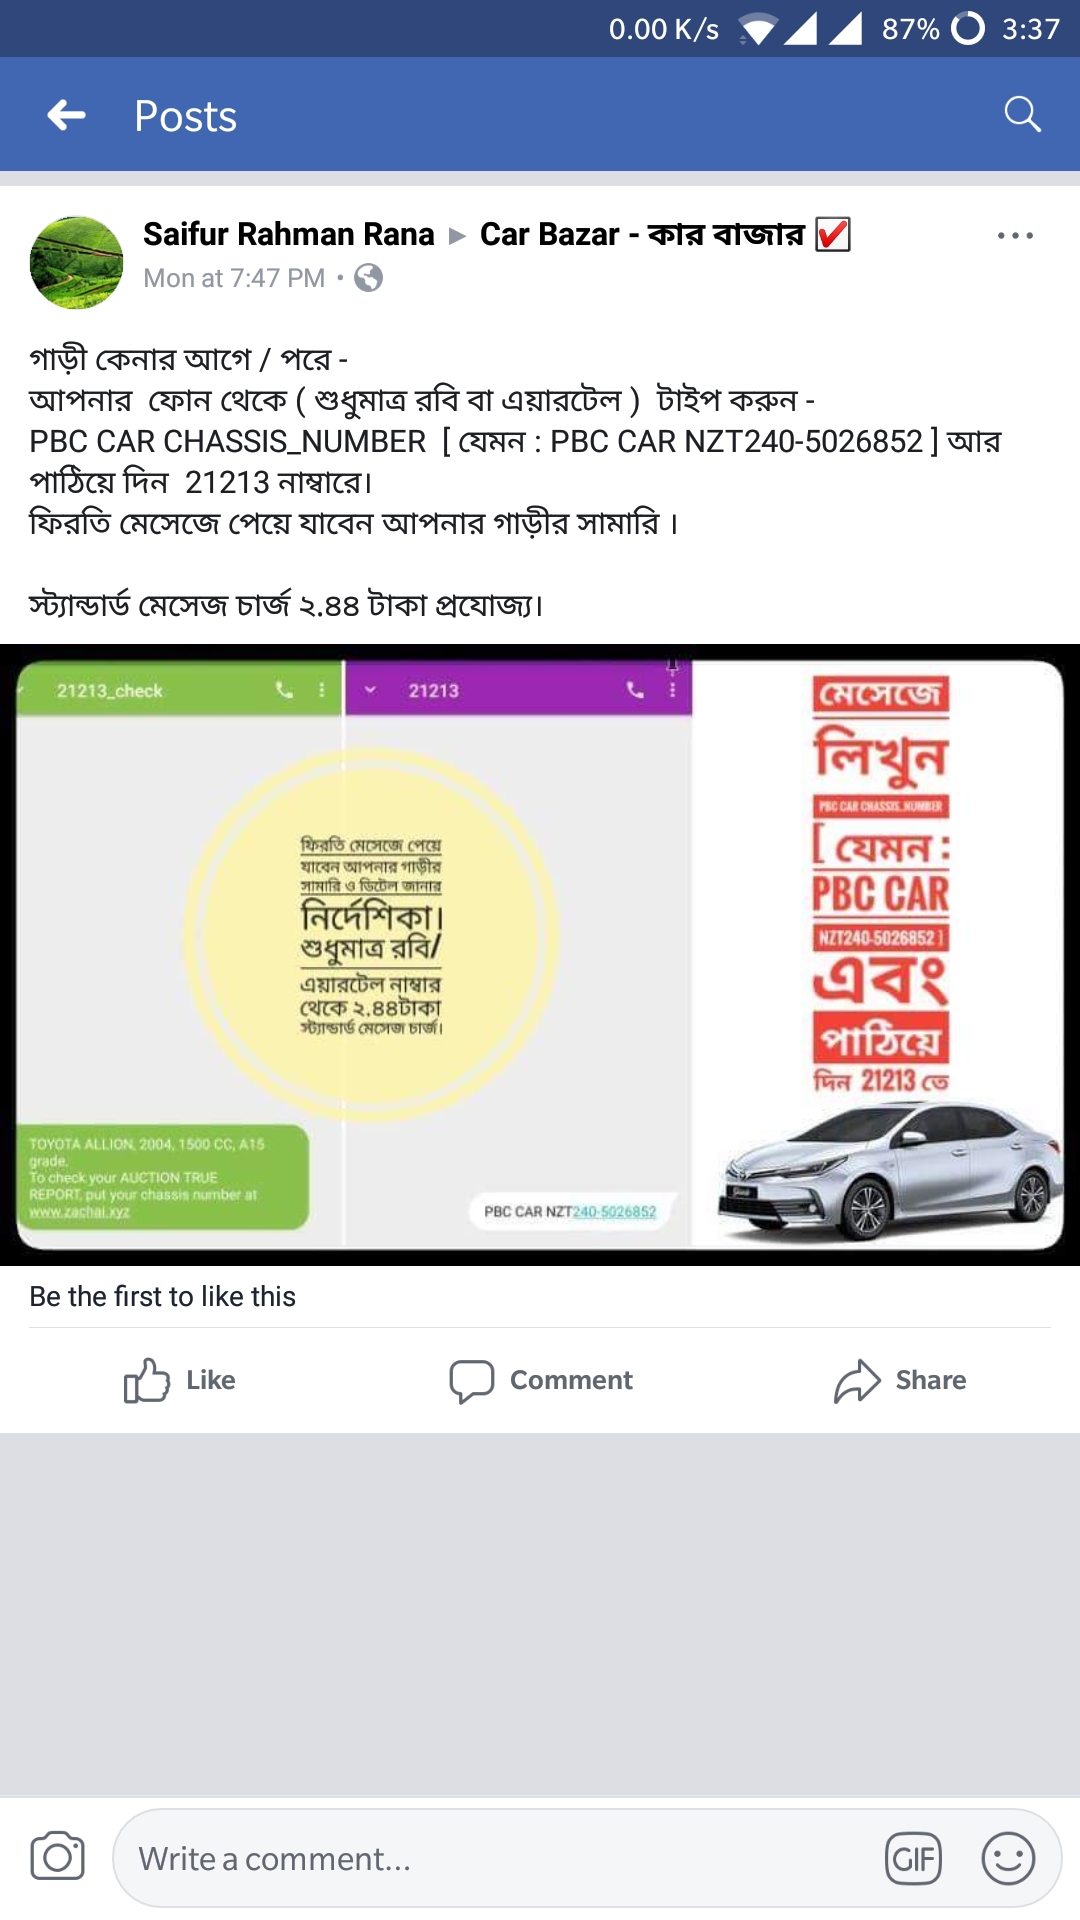 0.00 K/s 87% 3:37
Posts
Saifur Rahman Rana ▸ Car Bazar - কার বাজার ✔
Mon at 7:47 PM •
গাড়ী কেনার আগে / পরে -
আপনার ফোন থেকে ( শুধুমাত্র রবি বা এয়ারটেল ) টাইপ করুন -
PBC CAR CHASSIS_NUMBER [ যেমন : PBC CAR NZT240-5026852 ] আর
পাঠিয়ে দিন 21213 নাম্বারে।
ফিরতি মেসেজে পেয়ে যাবেন আপনার গাড়ীর সামারি ।
স্ট্যান্ডার্ড মেসেজ চার্জ ২.৪৪ টাকা প্রযোজ্য।
21213_check
21213
ফিরতি মেসেজে পেয়ে
যাবেন আপনার গাড়ীর
সামারি ও ডিটেল জানার
নির্দেশিকা।
শুধুমাত্র রবি/
এয়ারটেল নাম্বার
থেকে ২.৪৪টাকা
স্ট্যান্ডার্ড মেসেজ চার্জ।
TOYOTA ALLION, 2004, 1500 CC, A15
grade.
To check your AUCTION TRUE
REPORT, put your chassis number at
www.zachai.xyz
PBC CAR NZT240-5026852
মেসেজে
লিখুন
PBC CAR CHASSIS_NUMBER
[ যেমন :
PBC CAR
NZT240-5026852 ]
এবং
পাঠিয়ে
দিন 21213 তে
Be the first to like this
Like Comment Share
Write a comment... GIF